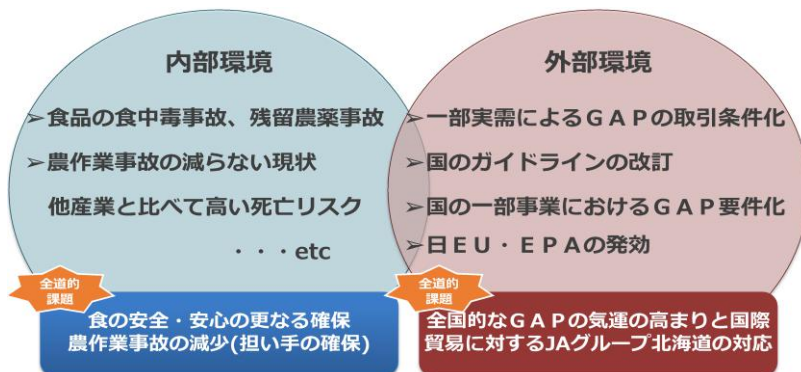 内部環境
➢食品の食中毒事故、残留農薬事故
➢農作業事故の減らない現状
他産業と比べて高い死亡リスク
・・・etc
全道的
課題
食の安全・安心の更なる確保
農作業事故の減少(担い手の確保)
外部環境
➢一部実需によるＧＡＰの取引条件化
➢国のガイドラインの改訂
➢国の一部事業におけるＧＡＰ要件化
➢日ＥＵ・ＥＰＡの発効
全道的
課題
全国的なＧＡＰの気運の高まりと国際
貿易に対するJAグループ北海道の対応